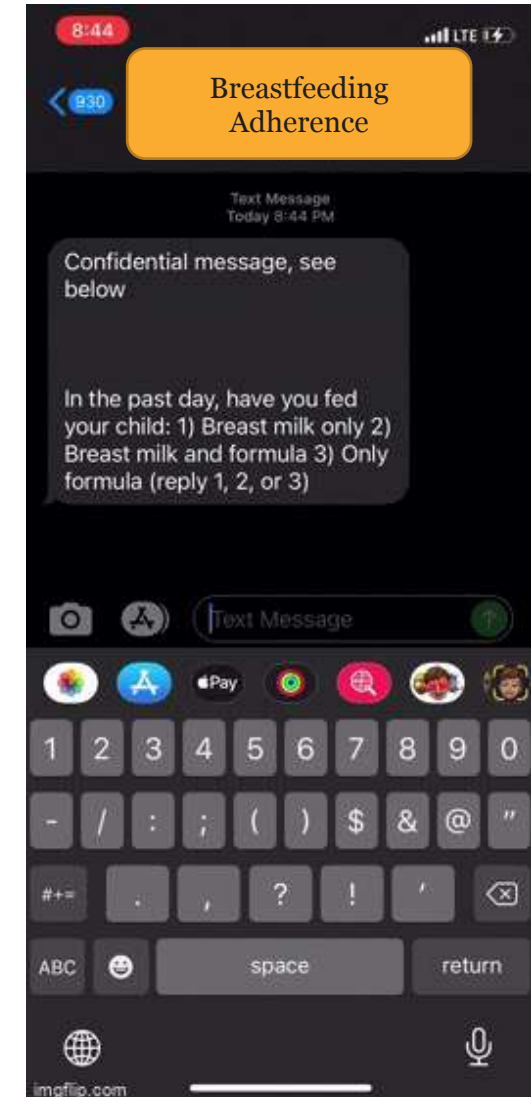 8:44
LTE
930
Breastfeeding
Adherence
Text Message
Today 8:44 PM
Confidential message, see
below
In the past day, have you fed
your child: 1) Breast milk only 2)
Breast milk and formula 3) Only
formula (reply 1, 2, or 3)
Text Message
Pay
1 2 3 4 5 6 7 8 9 0
- / : ; ( ) $ & @ "
#+= . , ? ! '
ABC space return
imgflip.com